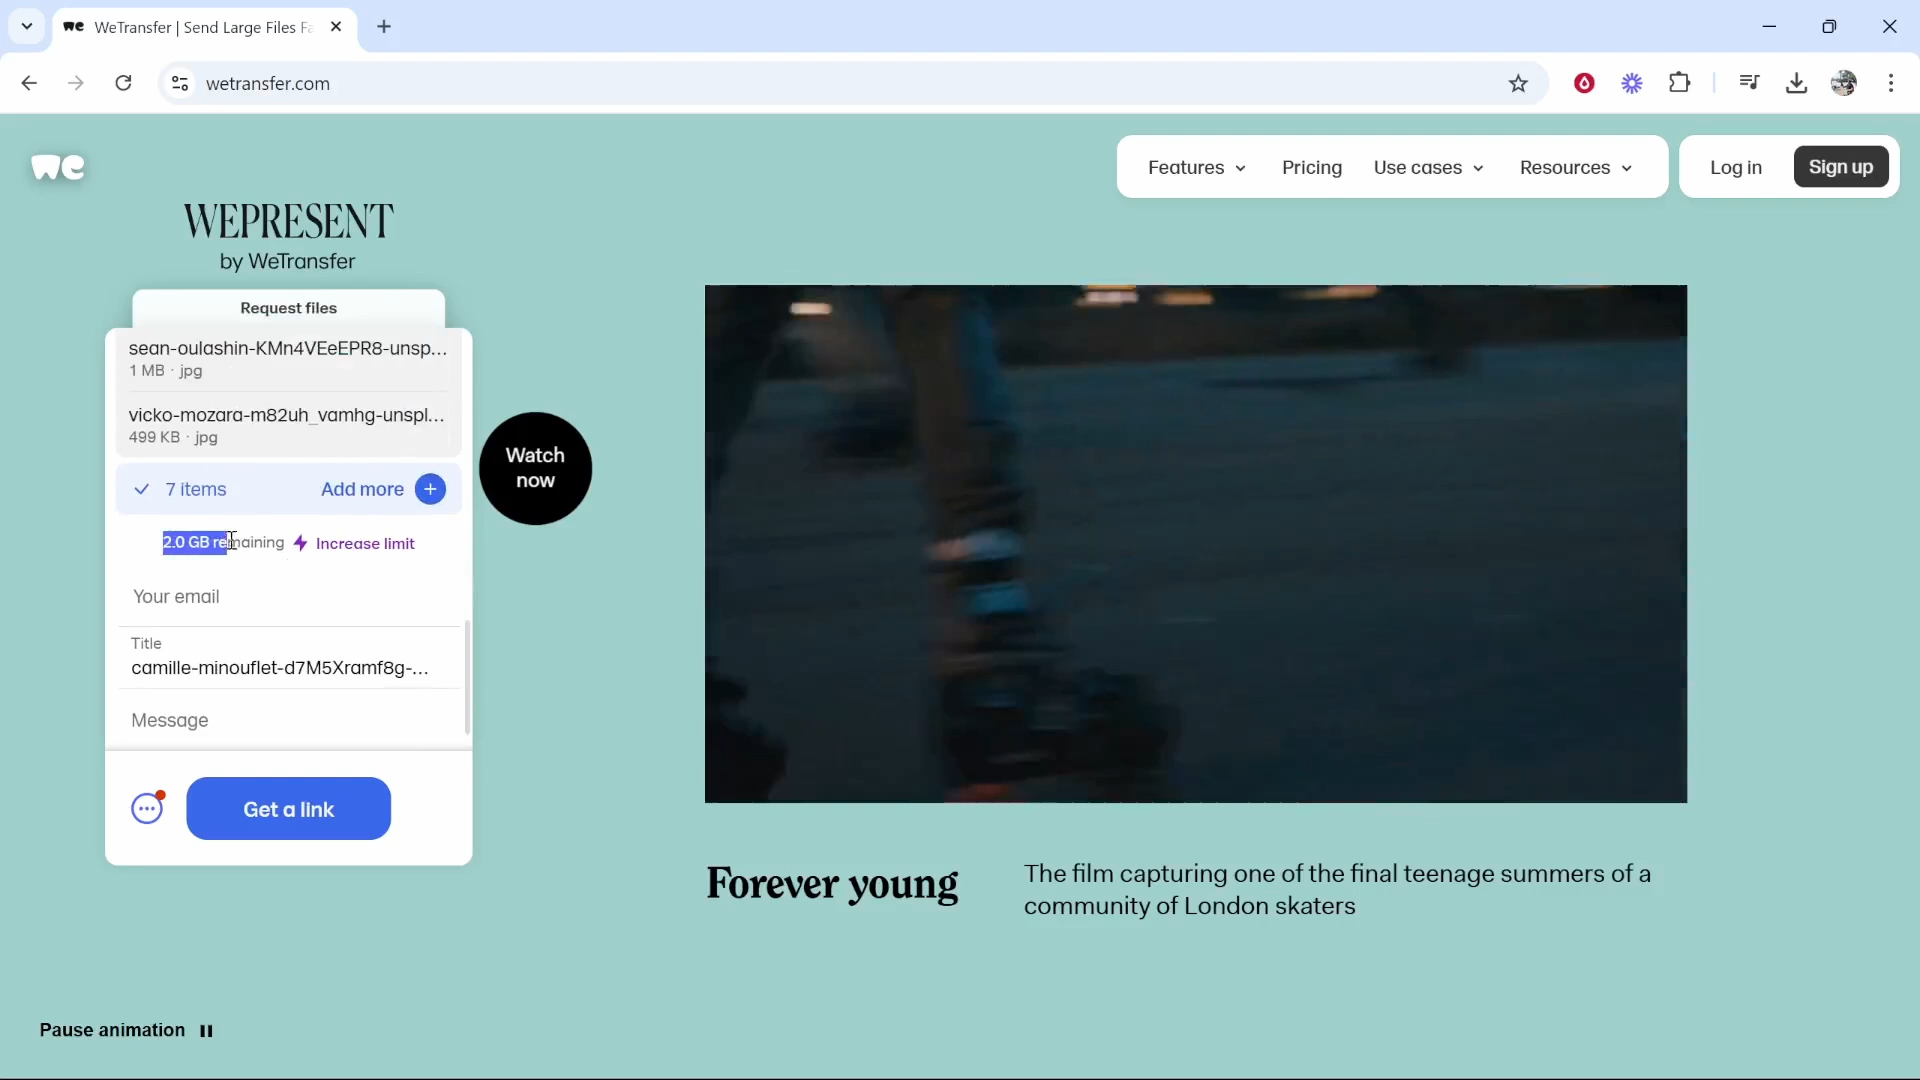 WeTransfer | Send Large Files Fa
wetransfer.com
we
Features
Pricing
Use cases
Resources
Log in
Sign up
WEPRESENT
by WeTransfer
Request files
sean-oulashin-KMn4VEeEPR8-unsp...
1 MB · jpg
vicko-mozara-m82uh_vamhg-unspl...
499 KB · jpg
7 items
Add more
2.0 GB remaining
Increase limit
Your email
Title
camille-minouflet-d7M5Xramf8g-...
Message
Get a link
Watch
now
Forever young
The film capturing one of the final teenage summers of a
community of London skaters
Pause animation